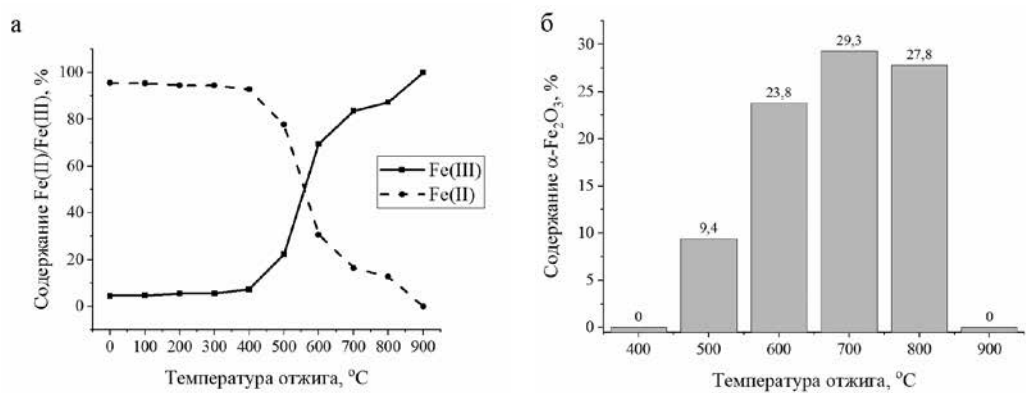 а
Содержание Fe(II)/Fe(III), %
100
80
60
40
20
0
0 100 200 300 400 500 600 700 800 900
Температура отжига, °C
Fe(III)
Fe(II)
б
Содержание α-Fe₂O₃, %
30
25
20
15
10
5
0
0
9,4
23,8
29,3
27,8
0
400 500 600 700 800 900
Температура отжига, °C